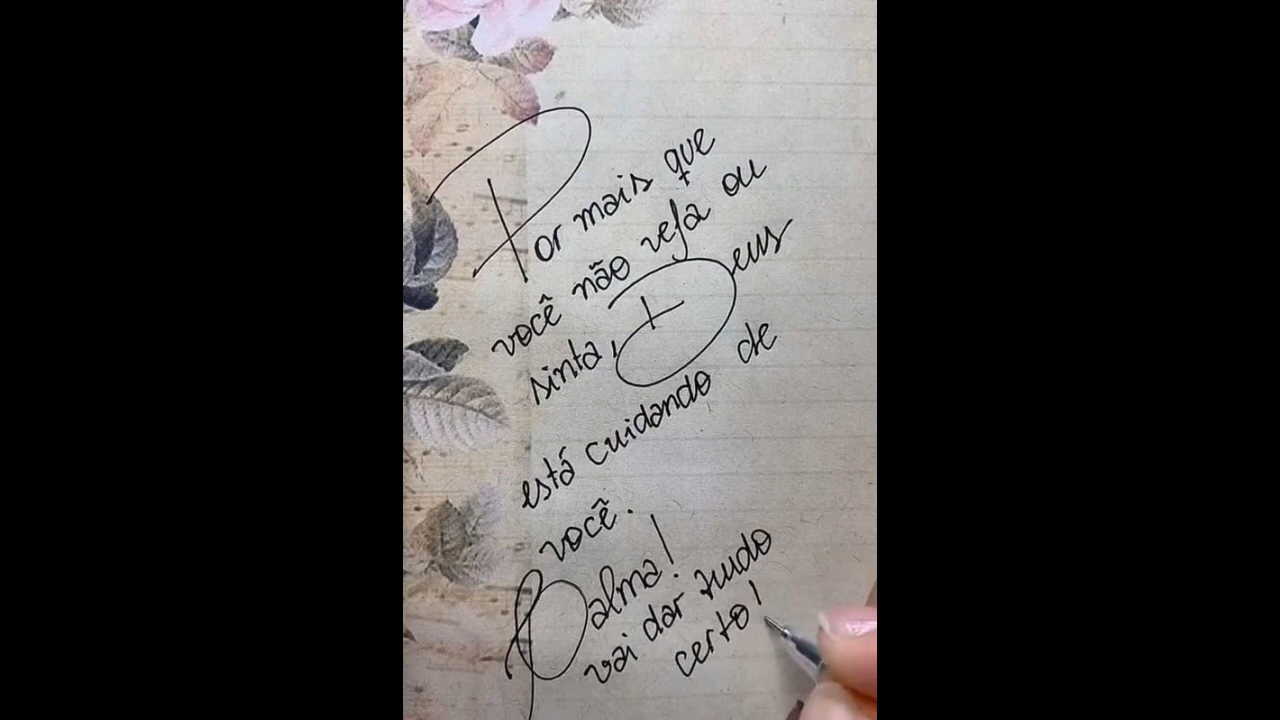 Por mais que
você não veja ou
sinta, Deus
está cuidando de
você.
Calma!
vai dar tudo
certo!